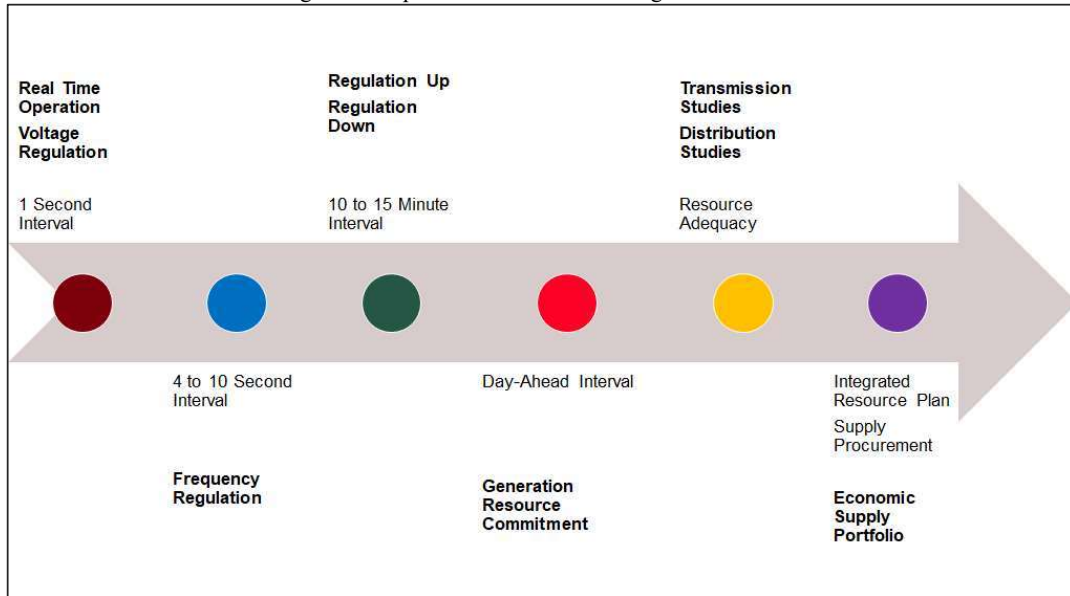 Real Time
Operation
Voltage
Regulation
1 Second
Interval
Regulation Up
Regulation
Down
10 to 15 Minute
Interval
Transmission
Studies
Distribution
Studies
Resource
Adequacy
4 to 10 Second
Interval
Frequency
Regulation
Day-Ahead Interval
Generation
Resource
Commitment
Integrated
Resource Plan
Supply
Procurement
Economic
Supply
Portfolio